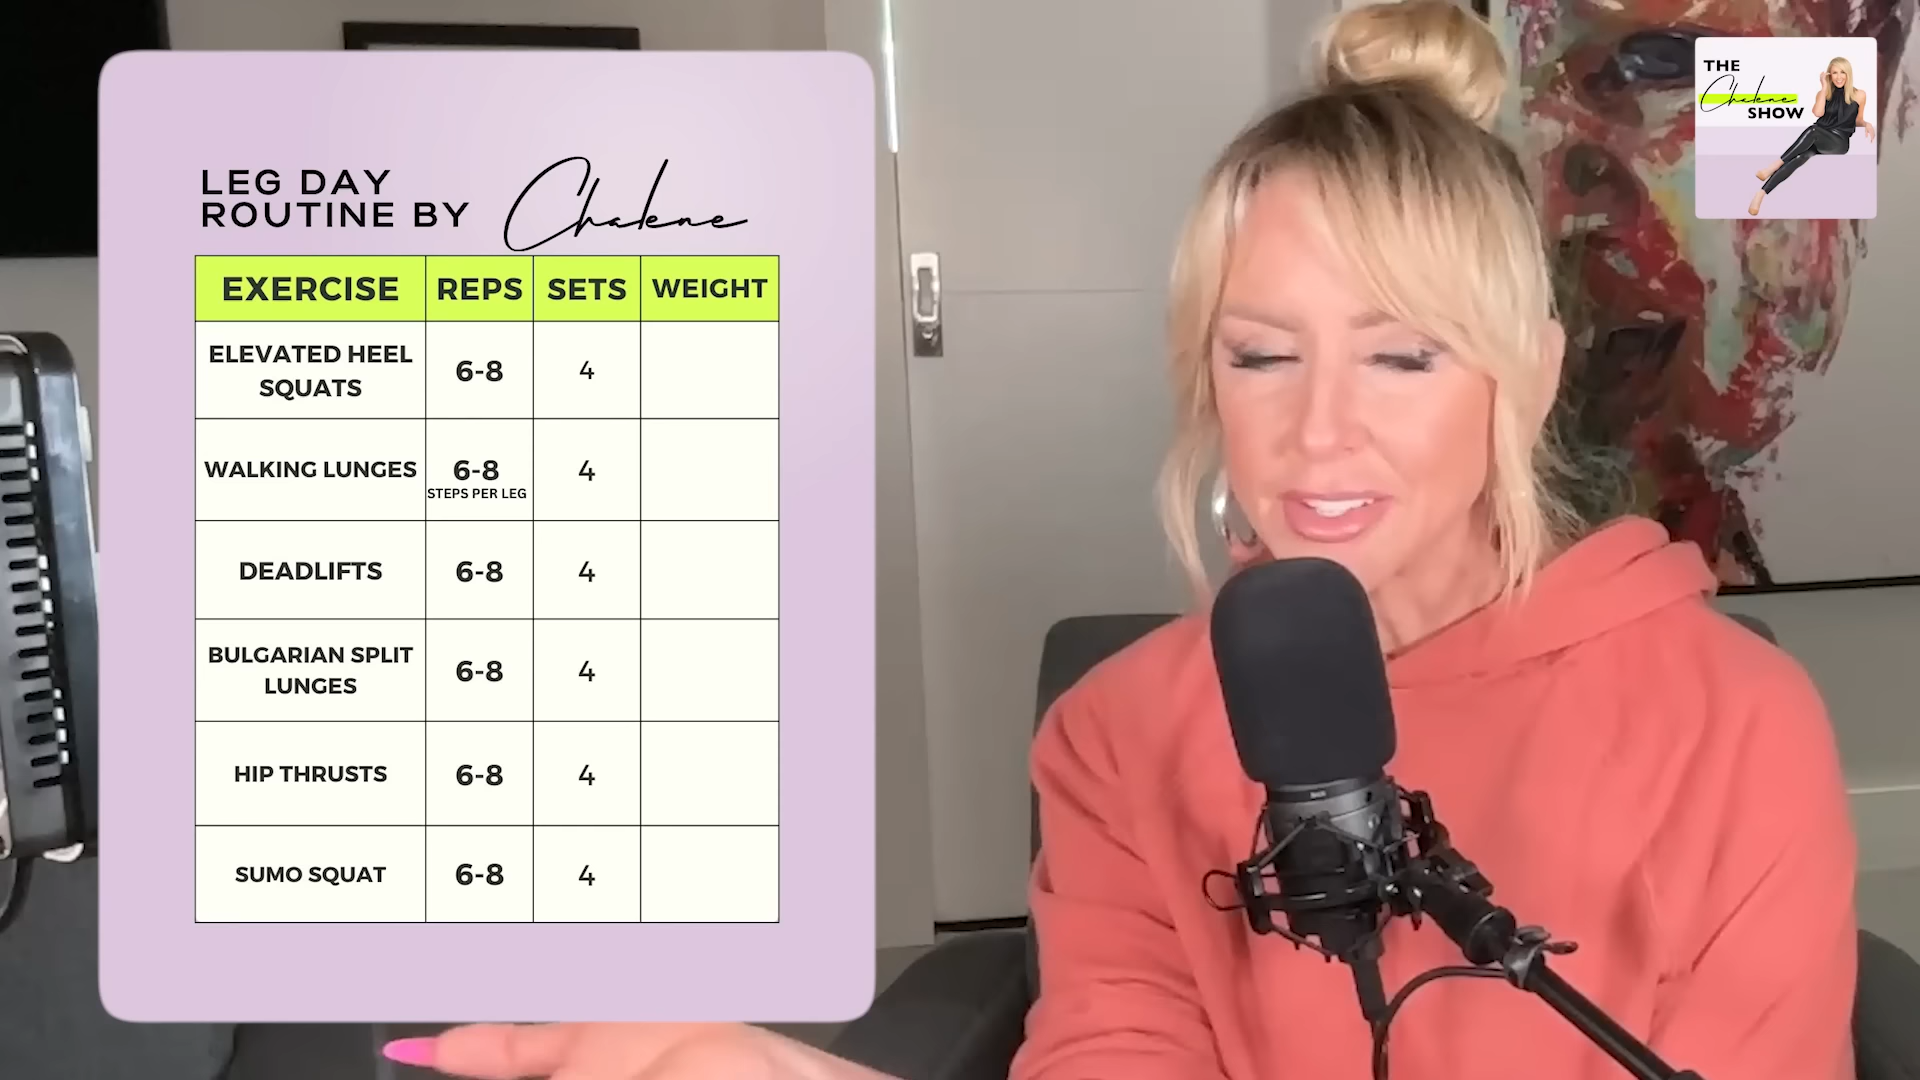 LEG DAY
ROUTINE BY Chalene
EXERCISE REPS SETS WEIGHT
ELEVATED HEEL
SQUATS 6-8 4
WALKING LUNGES 6-8 4
STEPS PER LEG
DEADLIFTS 6-8 4
BULGARIAN SPLIT
LUNGES 6-8 4
HIP THRUSTS 6-8 4
SUMO SQUAT 6-8 4
THE
Chalene
SHOW